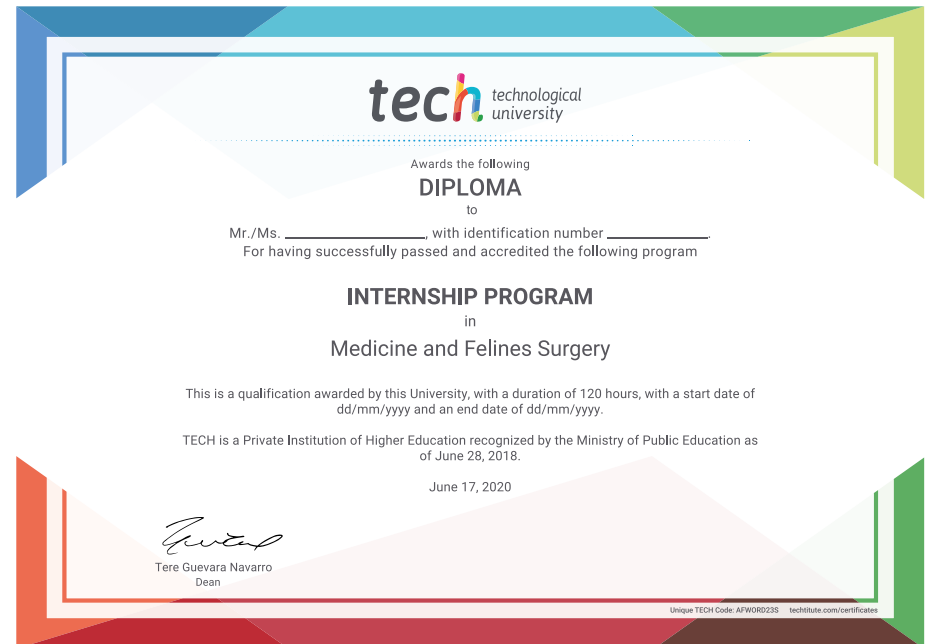 tech technological
university
Awards the following
DIPLOMA
to
Mr./Ms. ____________________, with identification number ______________.
For having successfully passed and accredited the following program
INTERNSHIP PROGRAM
in
Medicine and Felines Surgery
This is a qualification awarded by this University, with a duration of 120 hours, with a start date of
dd/mm/yyyy and an end date of dd/mm/yyyy.
TECH is a Private Institution of Higher Education recognized by the Ministry of Public Education as
of June 28, 2018.
June 17, 2020
Tere Guevara Navarro
Dean
Unique TECH Code: AFWORD23S techtitute.com/certificates